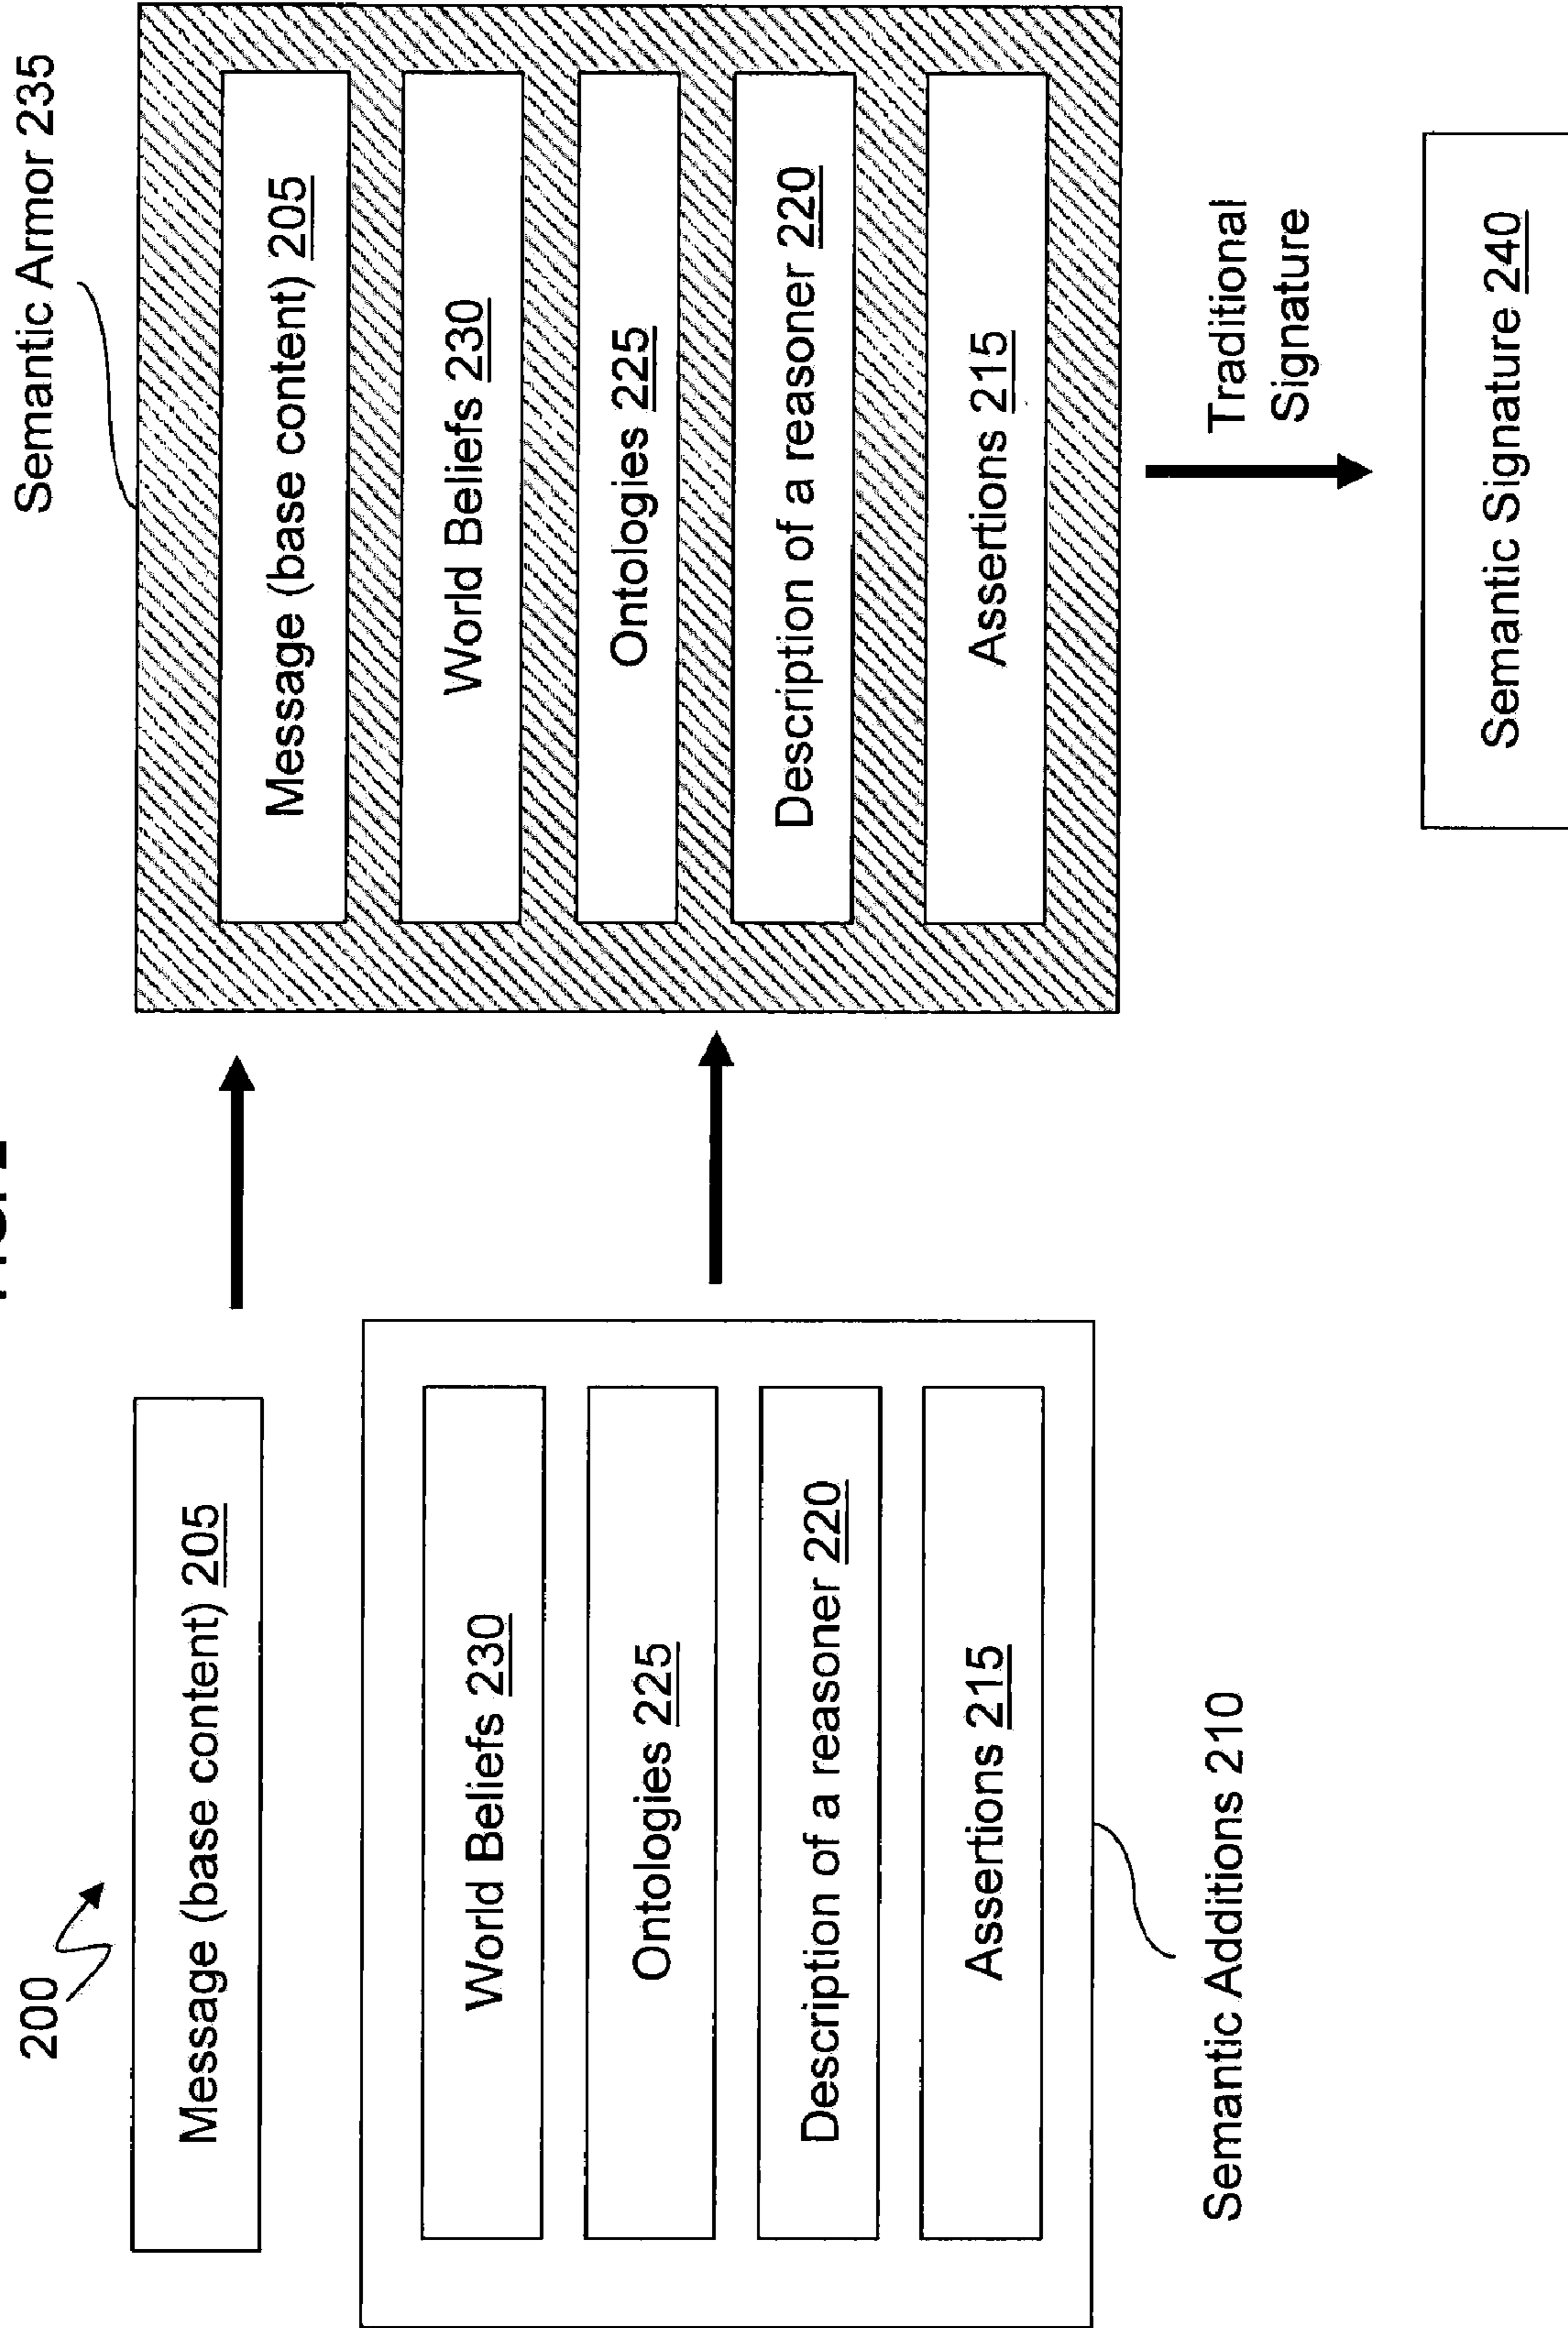 200
Message (base content) 205
World Beliefs 230
Ontologies 225
Description of a reasoner 220
Assertions 215
Semantic Additions 210
Semantic Armor 235
Message (base content) 205
World Beliefs 230
Ontologies 225
Description of a reasoner 220
Assertions 215
Traditional
Signature
Semantic Signature 240